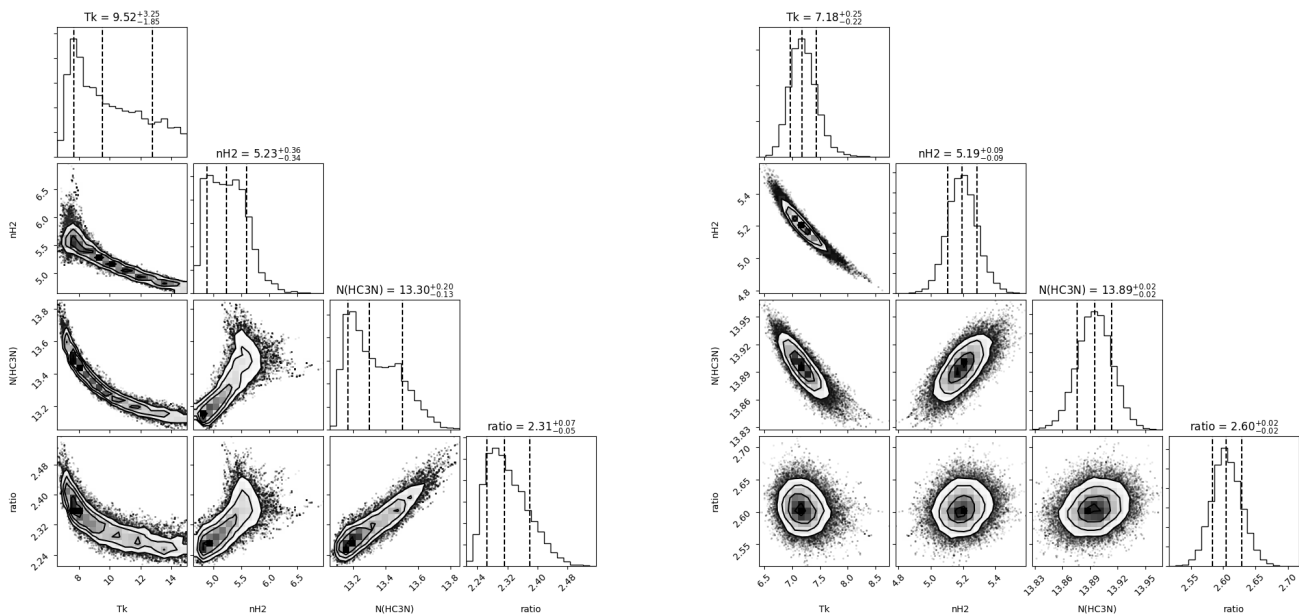 Tk = 9.52+3.25−1.85
nH2 = 5.23+0.36−0.34
N(HC3N) = 13.30+0.20−0.13
ratio = 2.31+0.07−0.05
nH2
6.5
6.0
5.5
5.0
N(HC3N)
13.8
13.6
13.4
13.2
ratio
2.48
2.40
2.32
2.24
8 10 12 14
5.0 5.5 6.0 6.5
13.2 13.4 13.6 13.8
2.24 2.32 2.40 2.48
Tk nH2 N(HC3N) ratio
Tk = 7.18+0.25−0.22
nH2 = 5.19+0.09−0.09
N(HC3N) = 13.89+0.02−0.02
ratio = 2.60+0.02−0.02
nH2
5.4
5.2
5.0
4.8
N(HC3N)
13.95
13.92
13.89
13.86
13.83
ratio
2.70
2.65
2.60
2.55
6.5 7.0 7.5 8.0 8.5
4.8 5.0 5.2 5.4
13.83 13.86 13.89 13.92 13.95
2.55 2.60 2.65 2.70
Tk nH2 N(HC3N) ratio